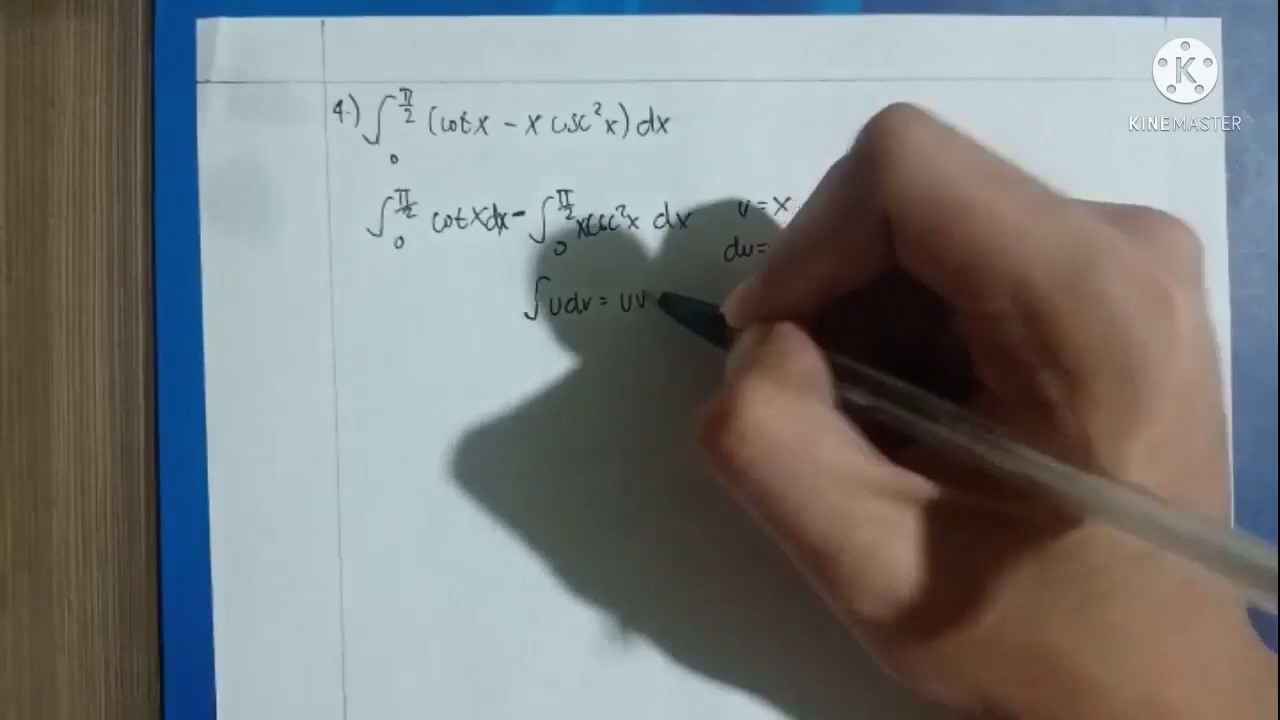 4.) ∫₀^(π/2) (cot x - x csc²x) dx
∫₀^(π/2) cot x dx - ∫₀^(π/2) x csc²x dx
u = x
du =
∫ u dv = uv
K
KINEMASTER